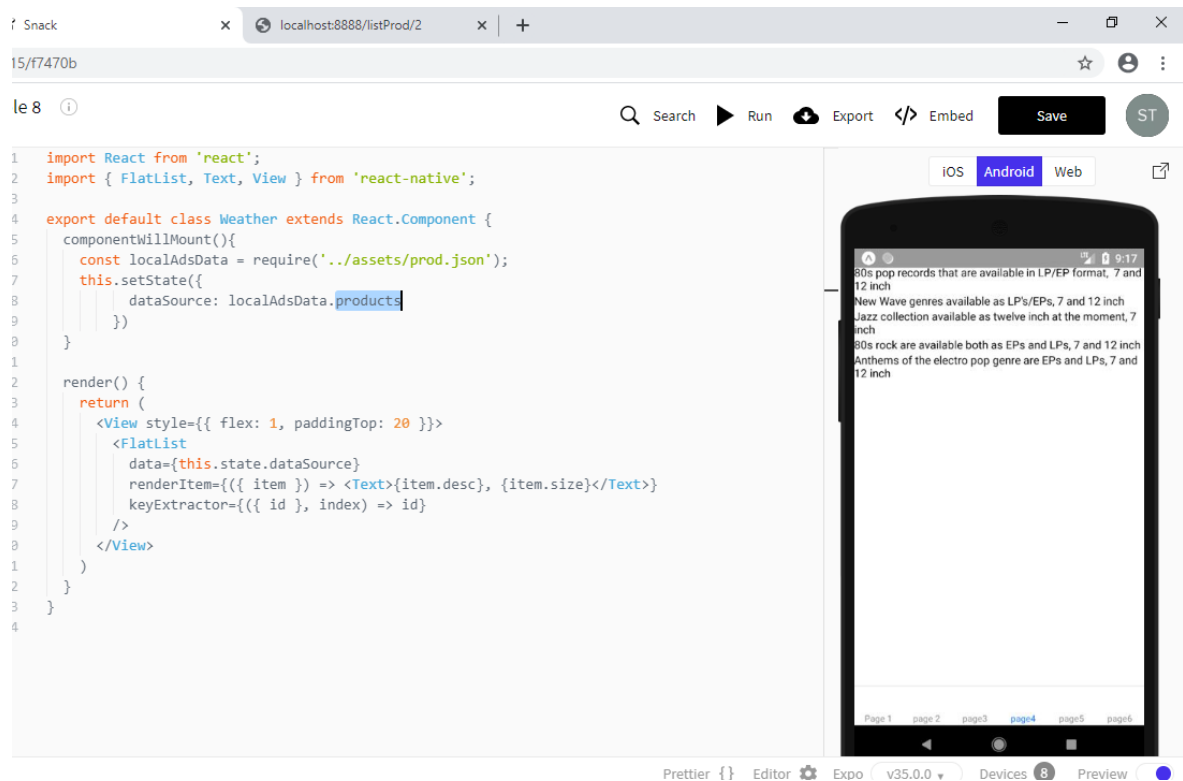 Snack
localhost:8888/listProd/2
15/f7470b
le 8
Search Run Export </> Embed Save ST
1 import React from 'react';
2 import { FlatList, Text, View } from 'react-native';
3
4 export default class Weather extends React.Component {
5 componentWillMount(){
6 const localAdsData = require('../assets/prod.json');
7 this.setState({
8 dataSource: localAdsData.products
9 })
0 }
1
2 render() {
3 return (
4 <View style={{ flex: 1, paddingTop: 20 }}>
5 <FlatList
6 data={this.state.dataSource}
7 renderItem={({ item }) => <Text>{item.desc}, {item.size}</Text>}
8 keyExtractor={({ id }, index) => id}
9 />
0 </View>
1 )
2 }
3 }
4
iOS Android Web
9:17
80s pop records that are available in LP/EP format, 7 and
12 inch
New Wave genres available as LP's/EPs, 7 and 12 inch
Jazz collection available as twelve inch at the moment, 7
inch
80s rock are available both as EPs and LPs, 7 and 12 inch
Anthems of the electro pop genre are EPs and LPs, 7 and
12 inch
Page 1 page 2 page3 page4 page5 page6
Prettier { } Editor Expo v35.0.0 Devices 8 Preview